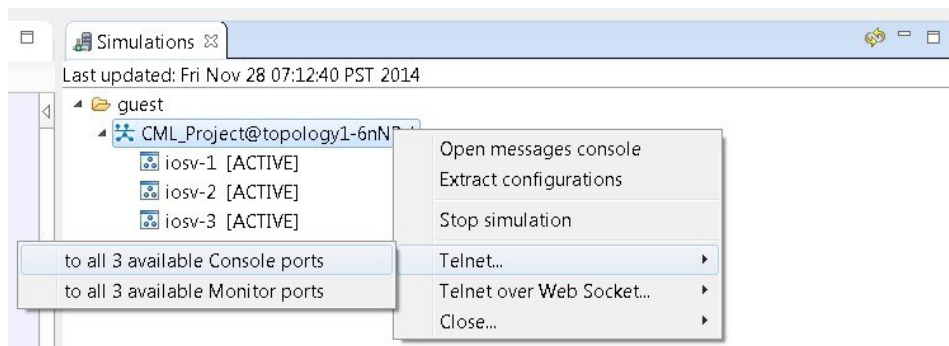 Simulations
Last updated: Fri Nov 28 07:12:40 PST 2014
guest
CML_Project@topology1-6nNB
iosv-1 [ACTIVE]
iosv-2 [ACTIVE]
iosv-3 [ACTIVE]
Open messages console
Extract configurations
Stop simulation
Telnet...
Telnet over Web Socket...
Close...
to all 3 available Console ports
to all 3 available Monitor ports